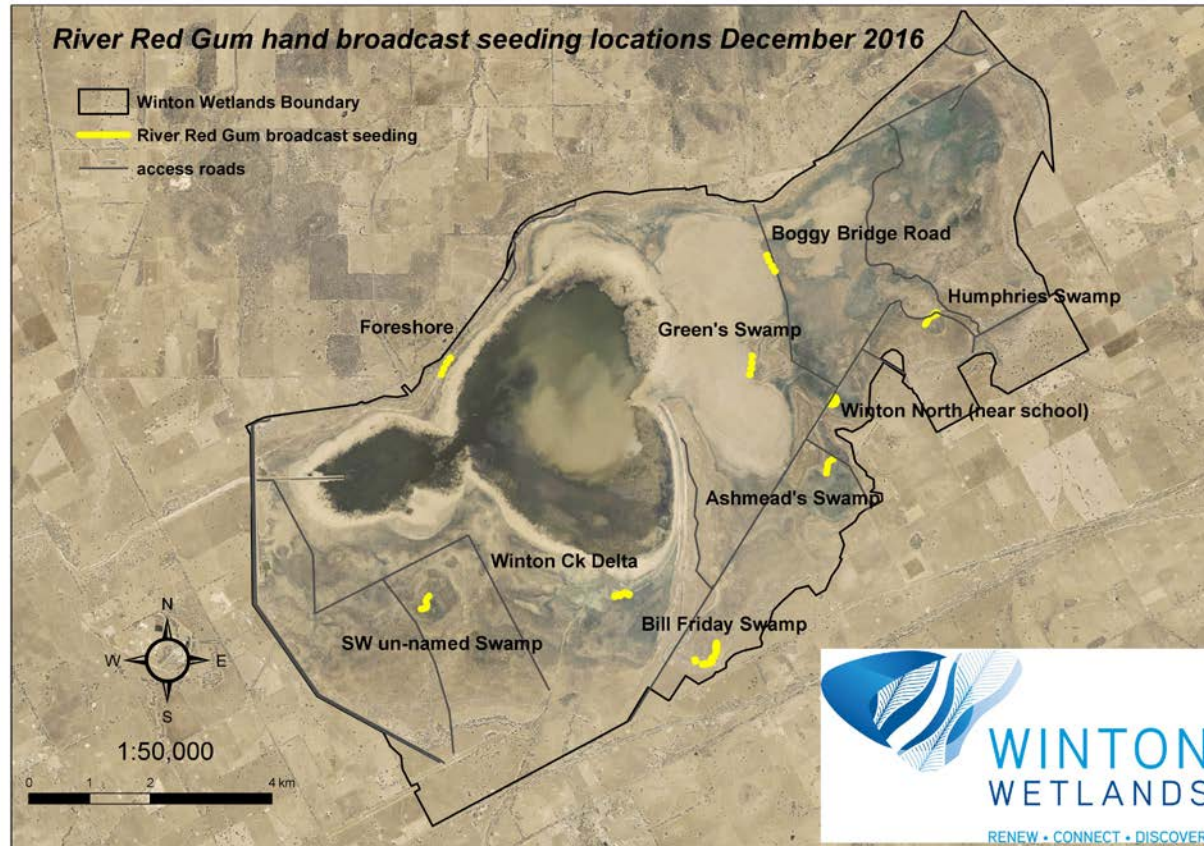 River Red Gum hand broadcast seeding locations December 2016
Winton Wetlands Boundary
River Red Gum broadcast seeding
access roads
Boggy Bridge Road
Humphries Swamp
Foreshore
Green's Swamp
Winton North (near school)
Ashmead's Swamp
Winton Ck Delta
Bill Friday Swamp
SW un-named Swamp
N
W E
S
1:50,000
0 1 2 4 km
WINTON
WETLANDS
RENEW • CONNECT • DISCOVER